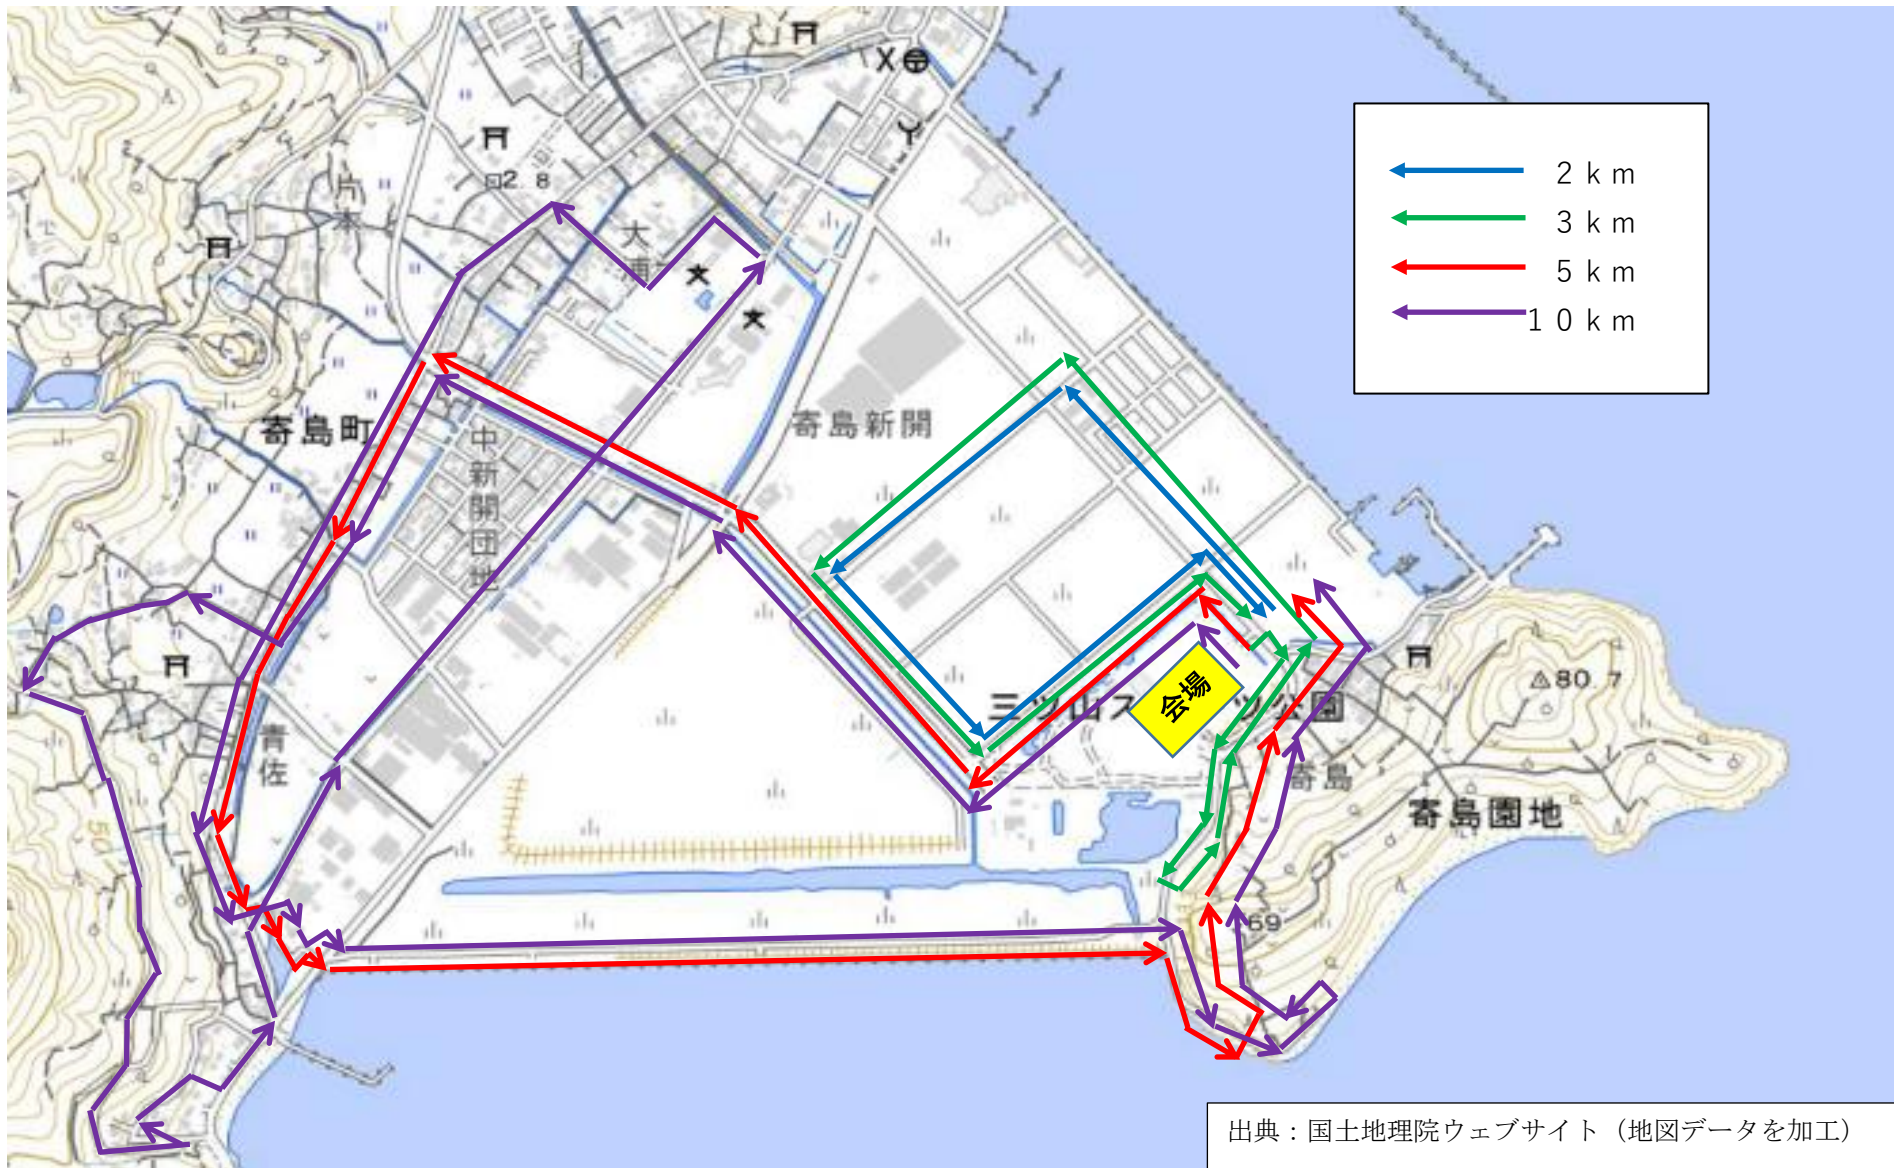 2ｋｍ
3ｋｍ
5ｋｍ
10ｋｍ
片本
2.8
大浦
寄島町
中新開団地
寄島新開
三ツ山ス
ツ公園
会場
80.7
寄島
寄島園地
青佐
50
69
出典：国土地理院ウェブサイト（地図データを加工）